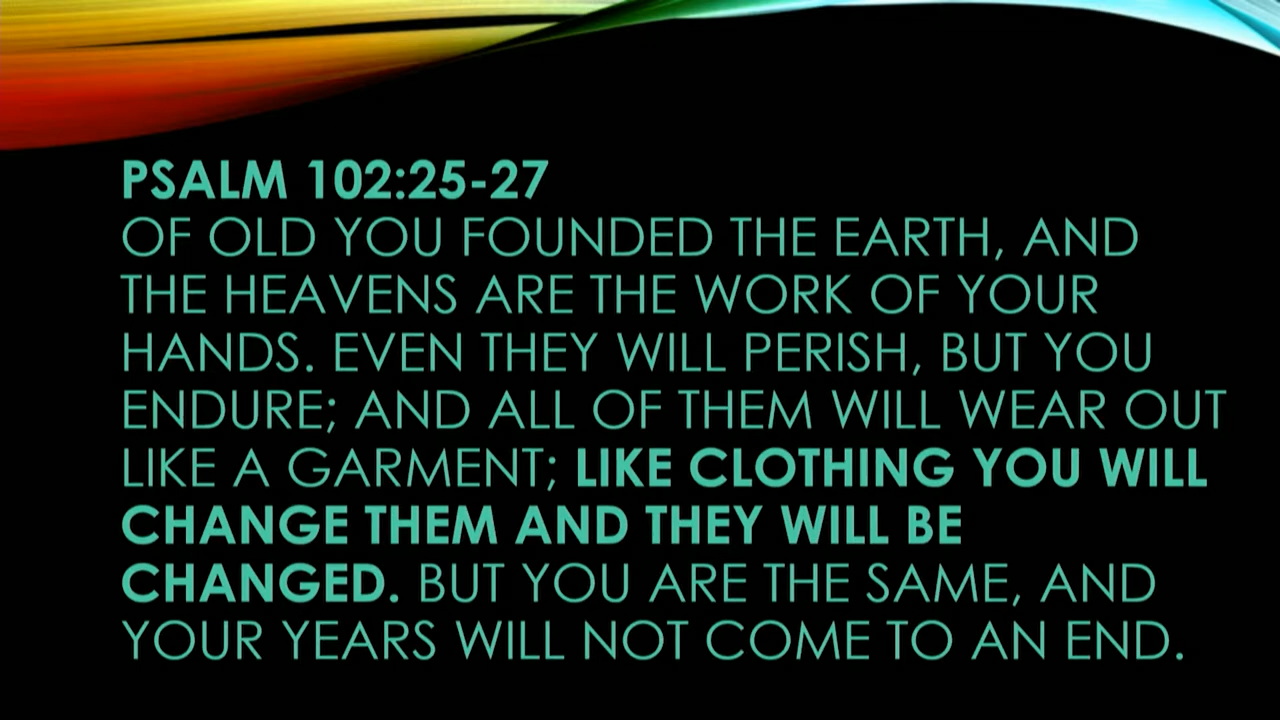 PSALM 102:25-27
OF OLD YOU FOUNDED THE EARTH, AND
THE HEAVENS ARE THE WORK OF YOUR
HANDS. EVEN THEY WILL PERISH, BUT YOU
ENDURE; AND ALL OF THEM WILL WEAR OUT
LIKE A GARMENT; LIKE CLOTHING YOU WILL
CHANGE THEM AND THEY WILL BE
CHANGED. BUT YOU ARE THE SAME, AND
YOUR YEARS WILL NOT COME TO AN END.